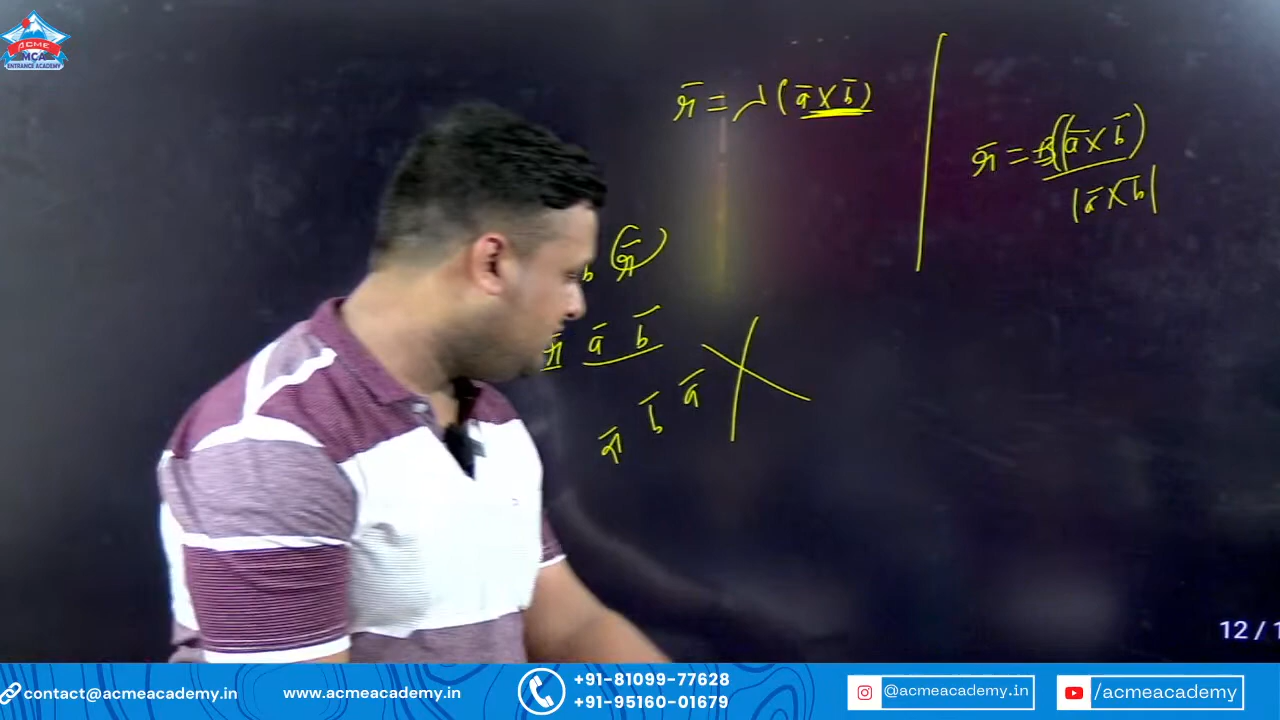 ACME
MCA
ENTRANCE ACADEMY
r̄ = λ (ā × b̄)
b (r̄)
r̄ ā b̄
r̄ b̄ ā
(ā × b̄)
|ā × b̄|
12 / 1
contact@acmeacademy.in
www.acmeacademy.in
+91-81099-77628
+91-95160-01679
@acmeacademy.in
/acmeacademy